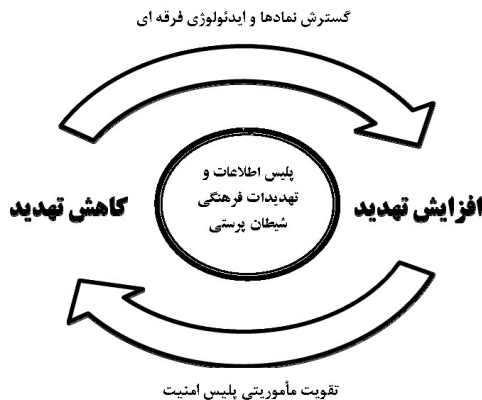 گسترش نمادها و ایدئولوژی فرقه ای
پلیس اطلاعات و
تهدیدات فرهنگی
شیطان پرستی
افزایش تهدید
کاهش تهدید
تقویت مأموریتی پلیس امنیت